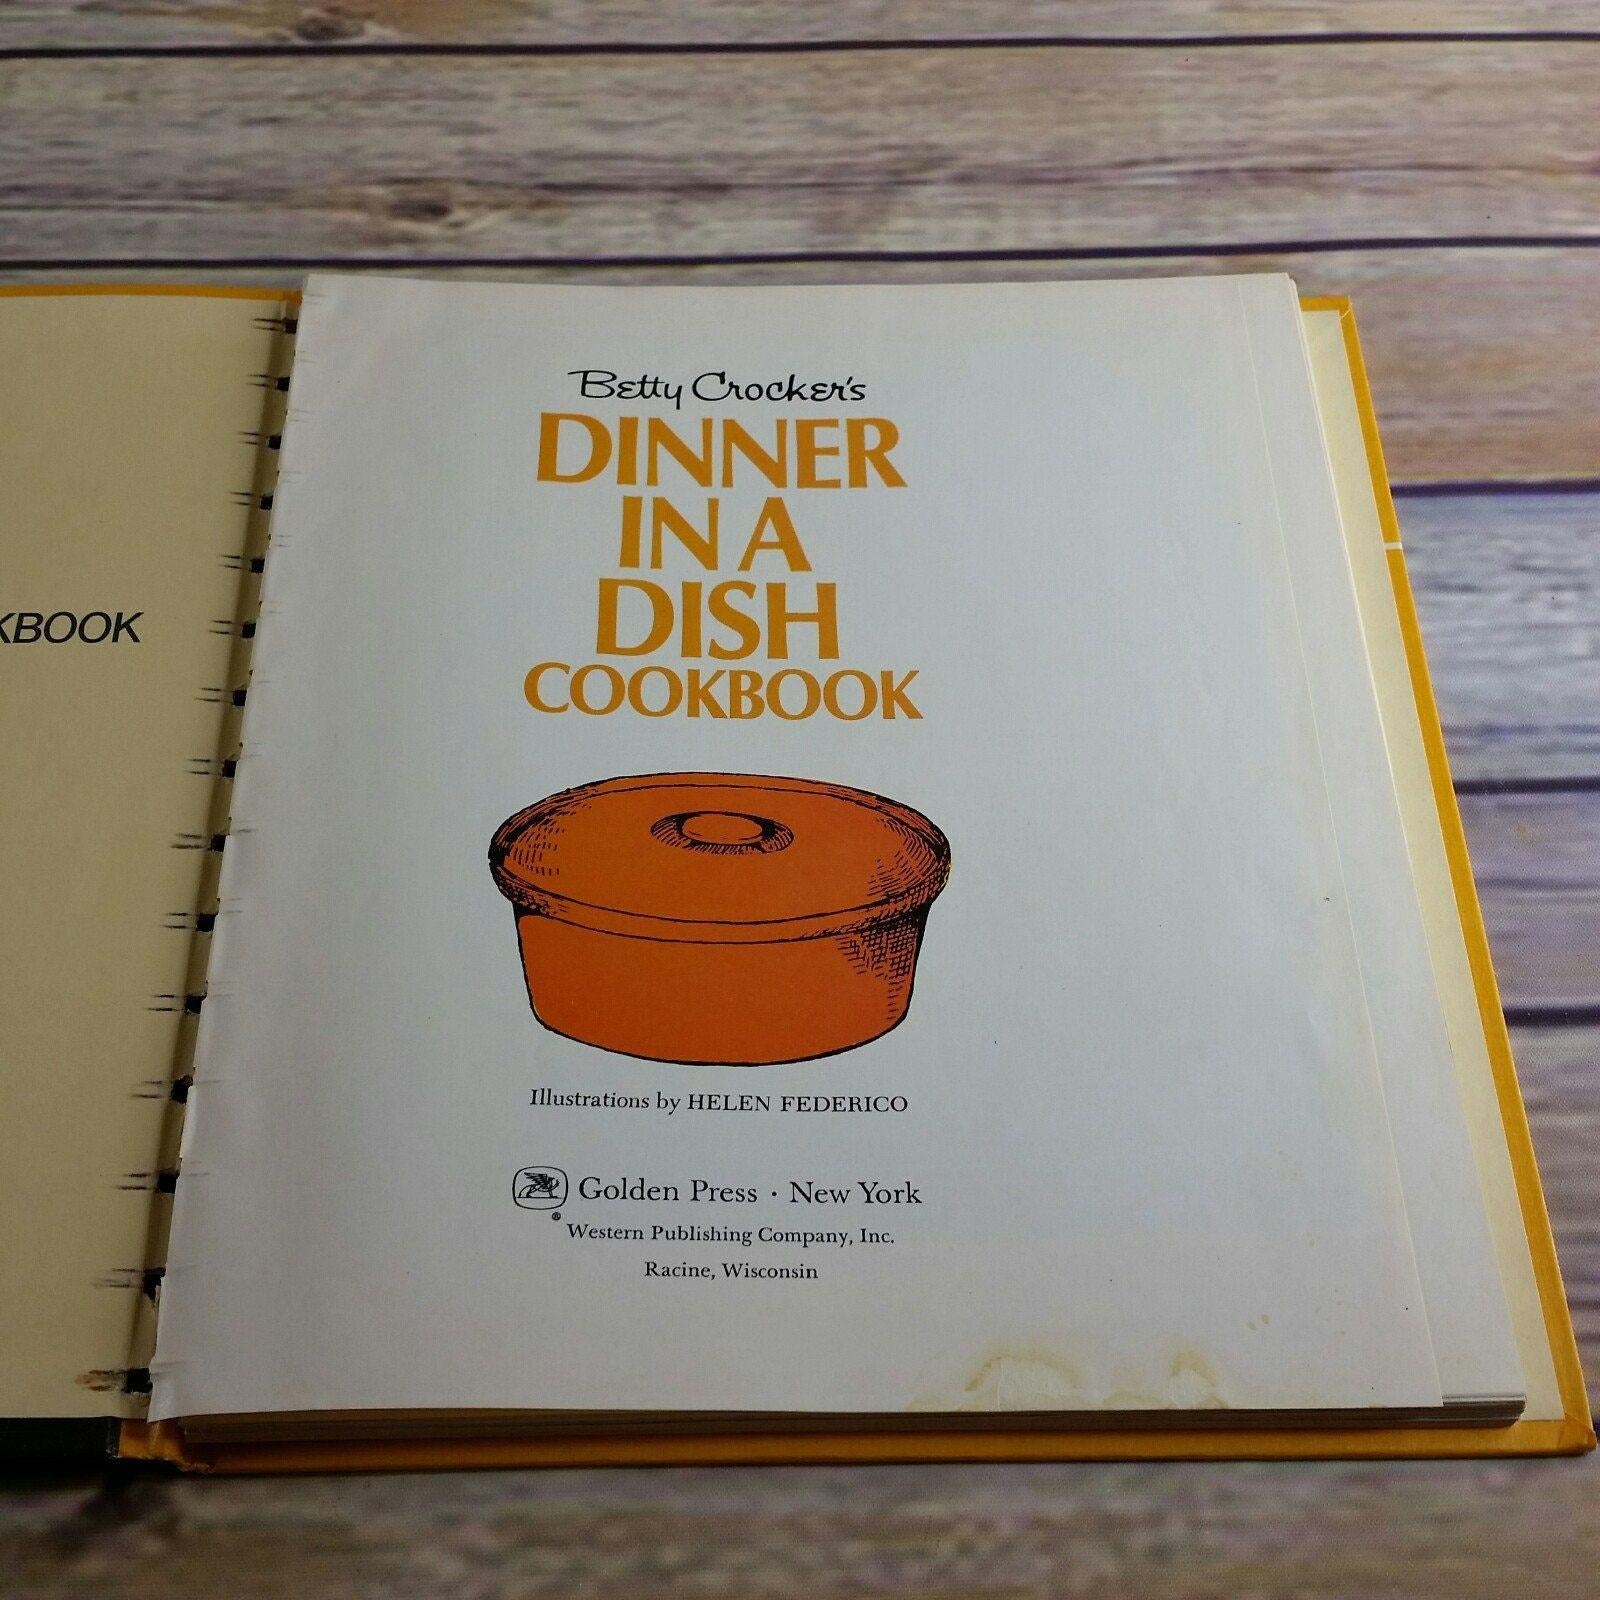 KBOOK
Betty Crocker's
DINNER
IN A
DISH
COOKBOOK
Illustrations by HELEN FEDERICO
Golden Press · New York
®
Western Publishing Company, Inc.
Racine, Wisconsin